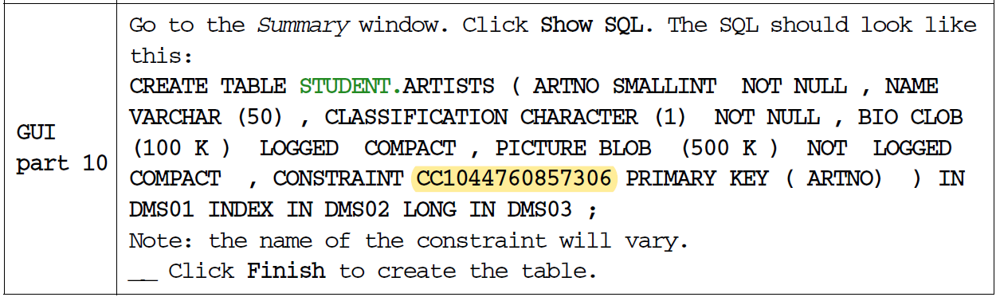 Go to the Summary window. Click Show SQL. The SQL should look like
this:
CREATE TABLE STUDENT.ARTISTS ( ARTNO SMALLINT NOT NULL , NAME
VARCHAR (50) , CLASSIFICATION CHARACTER (1) NOT NULL , BIO CLOB
GUI
(100 K ) LOGGED COMPACT , PICTURE BLOB (500 K ) NOT LOGGED
part 10
COMPACT , CONSTRAINT CC1044760857306 PRIMARY KEY ( ARTNO) ) IN
DMS01 INDEX IN DMS02 LONG IN DMS03 ;
Note: the name of the constraint will vary.
__ Click Finish to create the table.